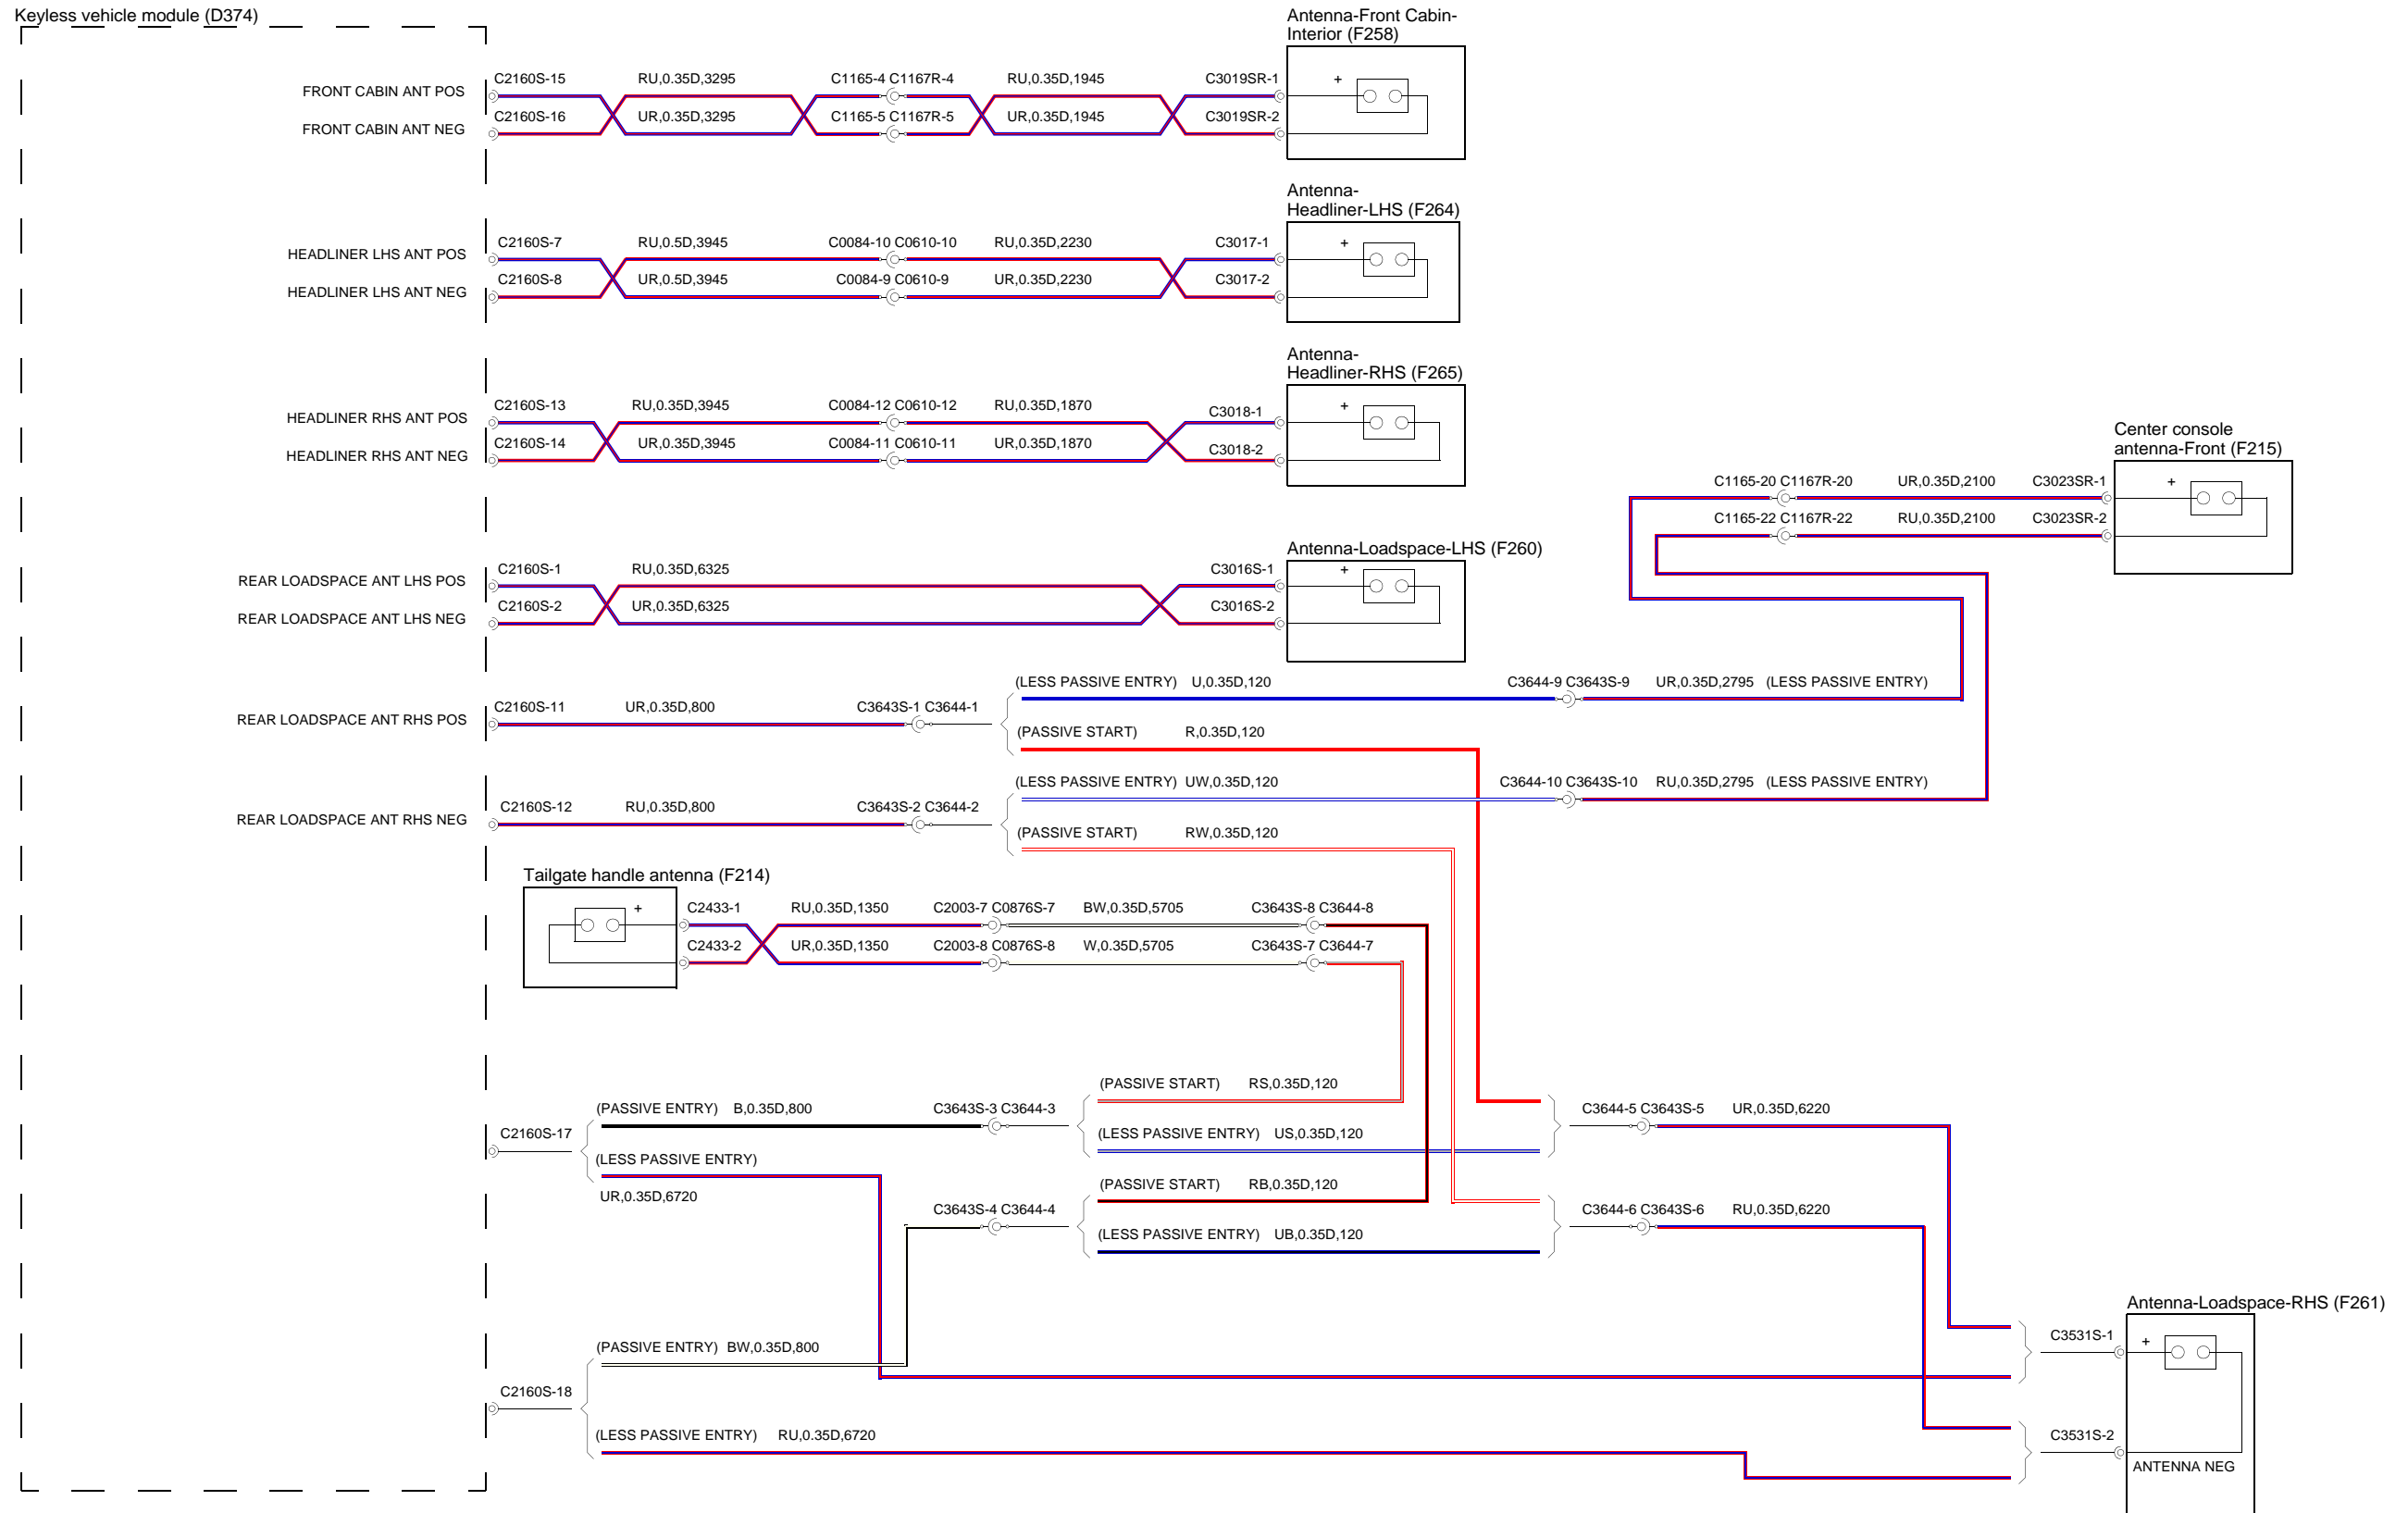 Keyless vehicle module (D374)
Antenna-Front Cabin-
Interior (F258)
FRONT CABIN ANT POS
C2160S-15
RU,0.35D,3295
C1165-4 C1167R-4
RU,0.35D,1945
C3019SR-1
+
FRONT CABIN ANT NEG
C2160S-16
UR,0.35D,3295
C1165-5 C1167R-5
UR,0.35D,1945
C3019SR-2
Antenna-
Headliner-LHS (F264)
HEADLINER LHS ANT POS
C2160S-7
RU,0.5D,3945
C0084-10 C0610-10
RU,0.35D,2230
C3017-1
+
HEADLINER LHS ANT NEG
C2160S-8
UR,0.5D,3945
C0084-9 C0610-9
UR,0.35D,2230
C3017-2
Antenna-
Headliner-RHS (F265)
HEADLINER RHS ANT POS
C2160S-13
RU,0.35D,3945
C0084-12 C0610-12
RU,0.35D,1870
C3018-1
+
HEADLINER RHS ANT NEG
C2160S-14
UR,0.35D,3945
C0084-11 C0610-11
UR,0.35D,1870
C3018-2
Center console
antenna-Front (F215)
C1165-20 C1167R-20
UR,0.35D,2100
C3023SR-1
+
C1165-22 C1167R-22
RU,0.35D,2100
C3023SR-2
Antenna-Loadspace-LHS (F260)
REAR LOADSPACE ANT LHS POS
C2160S-1
RU,0.35D,6325
C3016S-1
+
REAR LOADSPACE ANT LHS NEG
C2160S-2
UR,0.35D,6325
C3016S-2
REAR LOADSPACE ANT RHS POS
C2160S-11
UR,0.35D,800
C3643S-1 C3644-1
(LESS PASSIVE ENTRY) U,0.35D,120
C3644-9 C3643S-9
UR,0.35D,2795 (LESS PASSIVE ENTRY)
(PASSIVE START) R,0.35D,120
REAR LOADSPACE ANT RHS NEG
C2160S-12
RU,0.35D,800
C3643S-2 C3644-2
(LESS PASSIVE ENTRY) UW,0.35D,120
C3644-10 C3643S-10
RU,0.35D,2795 (LESS PASSIVE ENTRY)
(PASSIVE START) RW,0.35D,120
Tailgate handle antenna (F214)
+
C2433-1
RU,0.35D,1350
C2003-7 C0876S-7
BW,0.35D,5705
C3643S-8 C3644-8
C2433-2
UR,0.35D,1350
C2003-8 C0876S-8
W,0.35D,5705
C3643S-7 C3644-7
C2160S-17
(PASSIVE ENTRY) B,0.35D,800
C3643S-3 C3644-3
(PASSIVE START) RS,0.35D,120
(LESS PASSIVE ENTRY) US,0.35D,120
C3644-5 C3643S-5
UR,0.35D,6220
(LESS PASSIVE ENTRY)
UR,0.35D,6720
C3643S-4 C3644-4
(PASSIVE START) RB,0.35D,120
(LESS PASSIVE ENTRY) UB,0.35D,120
C3644-6 C3643S-6
RU,0.35D,6220
Antenna-Loadspace-RHS (F261)
C3531S-1
+
C2160S-18
(PASSIVE ENTRY) BW,0.35D,800
(LESS PASSIVE ENTRY) RU,0.35D,6720
C3531S-2
ANTENNA NEG